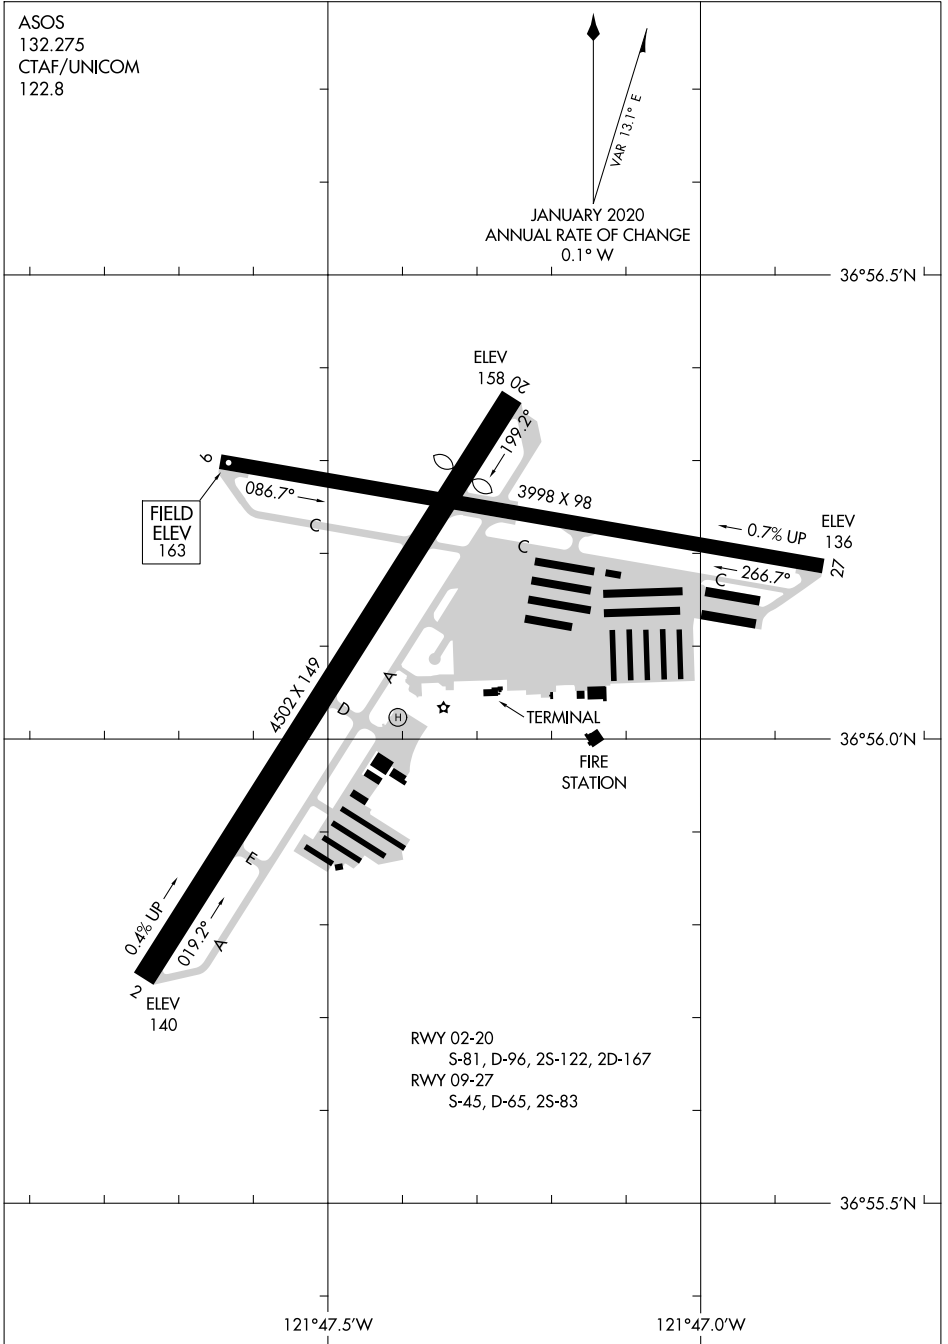 ASOS
132.275
CTAF/UNICOM
122.8
VAR 13.1° E
JANUARY 2020
ANNUAL RATE OF CHANGE
0.1° W
36°56.5'N
ELEV
158
20
199.2°
9
086.7°
3998 X 98
FIELD
ELEV
163
C
C
0.7% UP
ELEV
136
266.7°
27
C
4502 X 149
A
D
H
TERMINAL
36°56.0'N
FIRE
STATION
E
0.4% UP
019.2°
A
2
ELEV
140
RWY 02-20
S-81, D-96, 2S-122, 2D-167
RWY 09-27
S-45, D-65, 2S-83
36°55.5'N
121°47.5'W
121°47.0'W